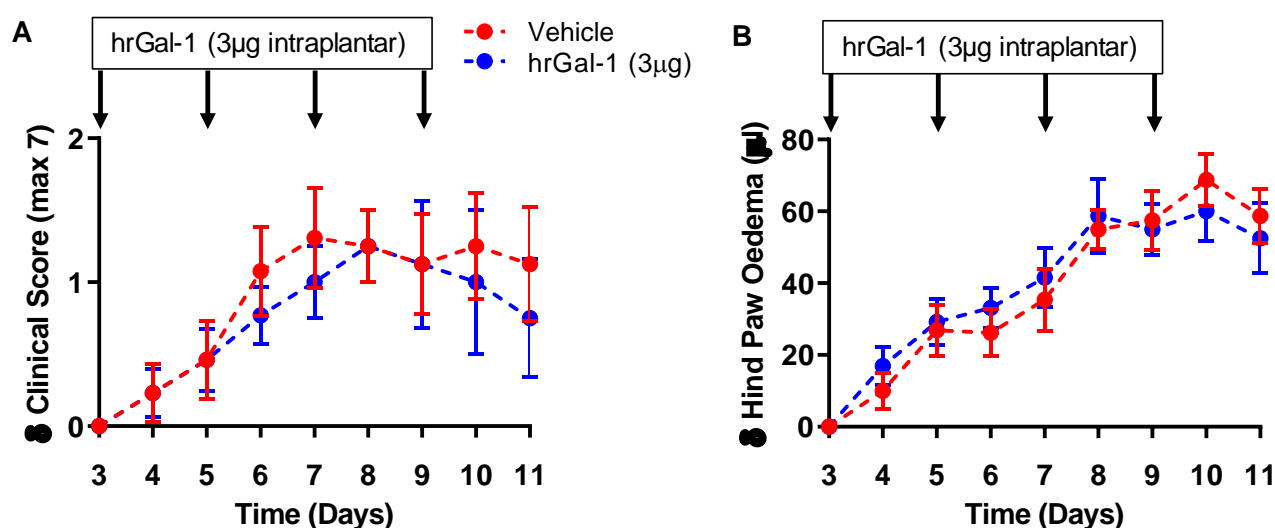 A
hrGal-1 (3µg intraplantar)
Vehicle
hrGal-1 (3µg)
Clinical Score (max 7)
2
1
0
3 4 5 6 7 8 9 10 11
Time (Days)
B
hrGal-1 (3µg intraplantar)
Hind Paw Oedema
80
60
40
20
0
3 4 5 6 7 8 9 10 11
Time (Days)